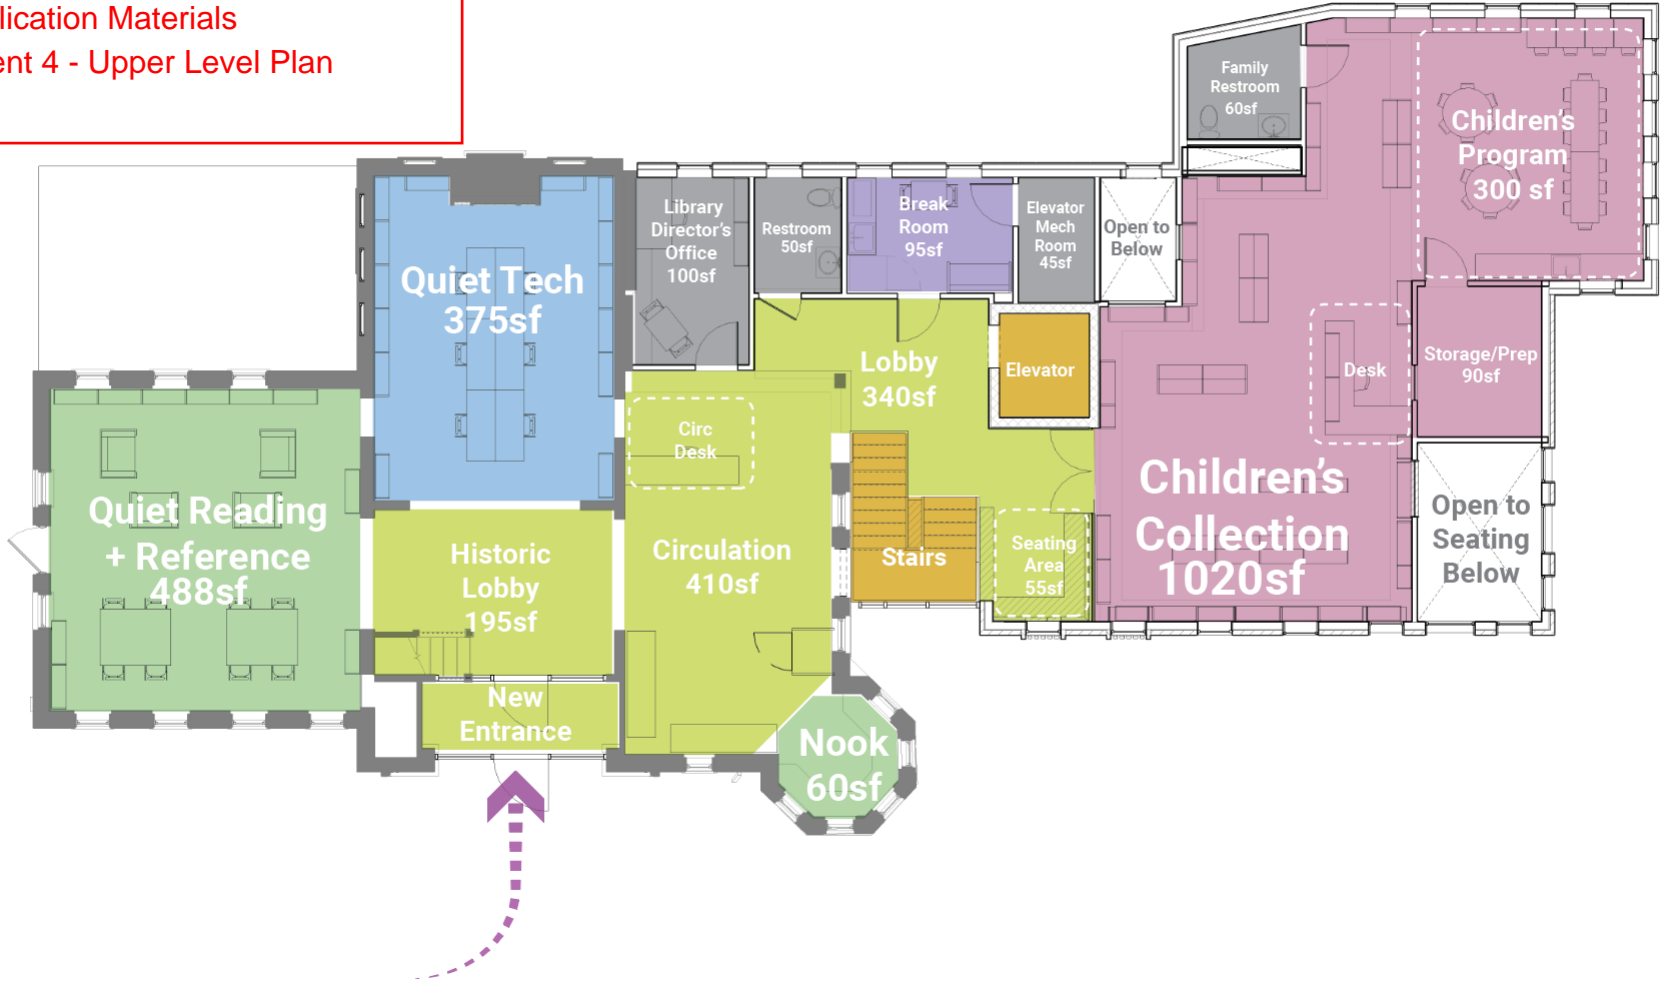 lication Materials
ent 4 - Upper Level Plan
Family
Restroom
60sf
Children's
Program
300 sf
Library
Director's
Office
100sf
Restroom
50sf
Break
Room
95sf
Elevator
Mech
Room
45sf
Open to
Below
Quiet Tech
375sf
Lobby
340sf
Elevator
Desk
Storage/Prep
90sf
Circ
Desk
Children's
Collection
1020sf
Open to
Seating
Below
Quiet Reading
+ Reference
488sf
Historic
Lobby
195sf
Circulation
410sf
Stairs
Seating
Area
55sf
New
Entrance
Nook
60sf